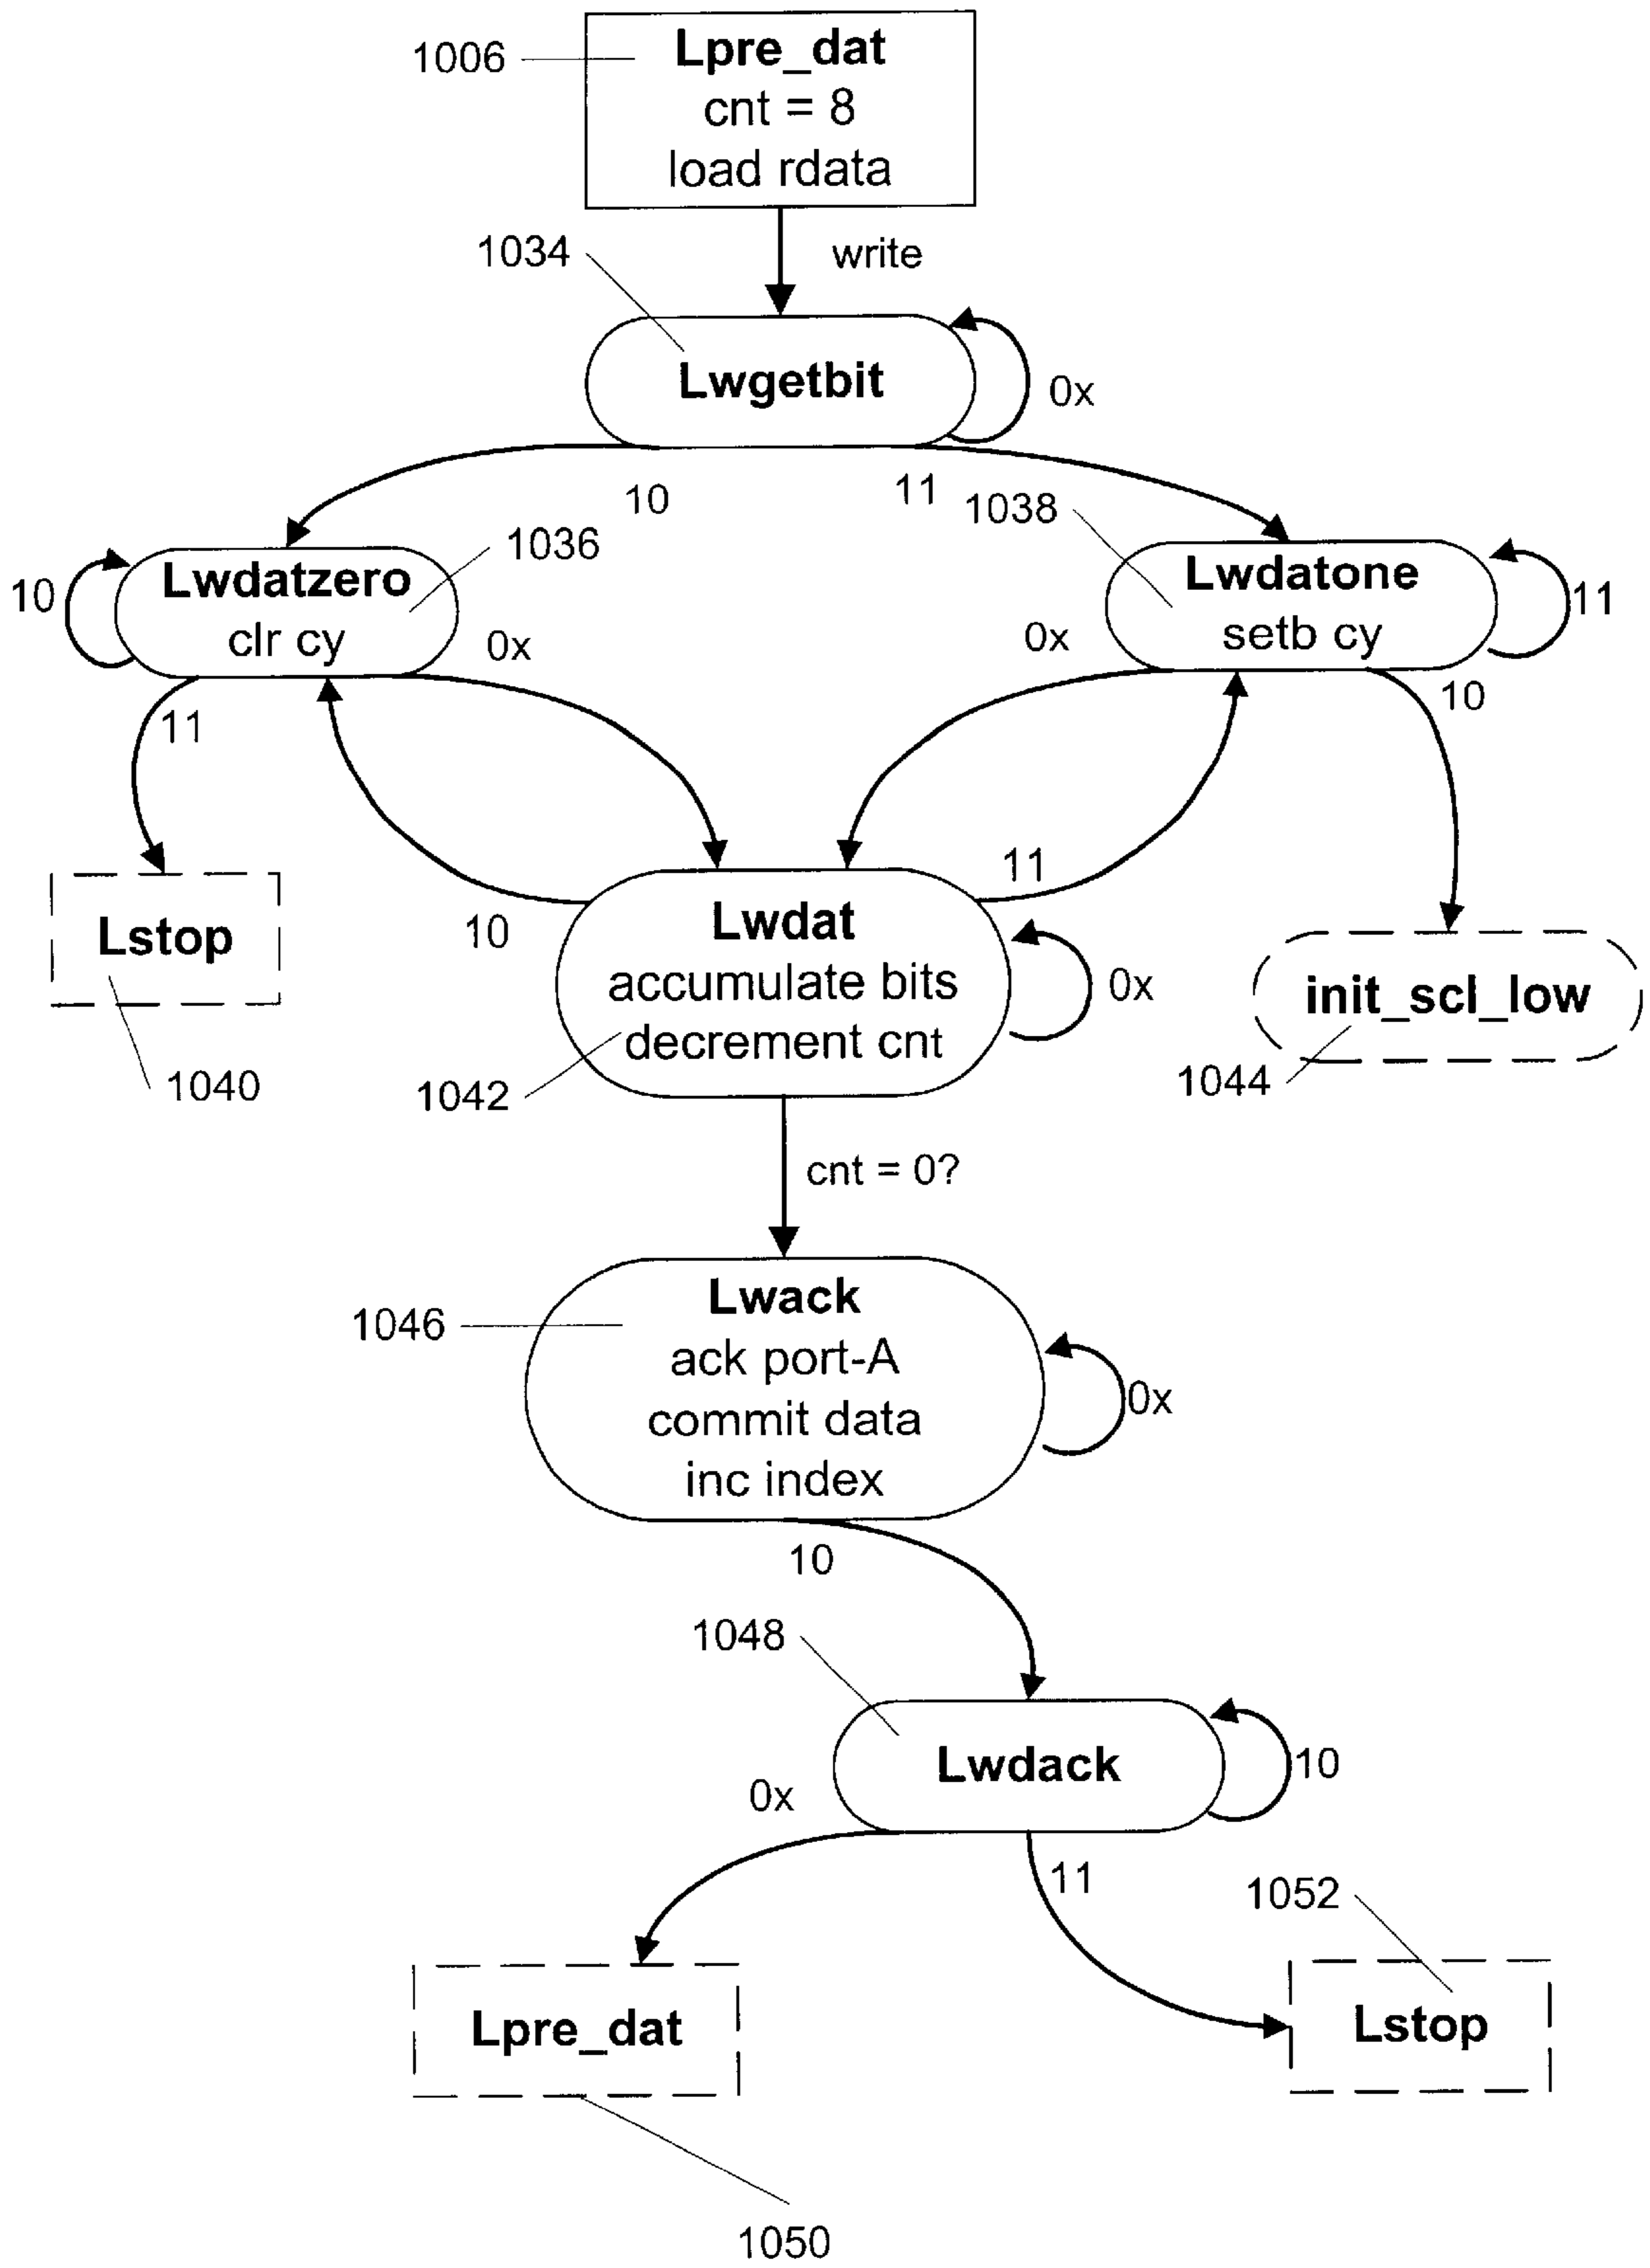 1006
Lpre_dat
cnt = 8
load rdata
1034
write
Lwgetbit
0x
10
11
1038
1036
10
Lwdatzero
clr cy
0x
0x
Lwdatone
setb cy
11
11
10
Lstop
1040
10
11
Lwdat
accumulate bits
decrement cnt
0x
1042
init_scl_low
1044
cnt = 0?
1046
Lwack
ack port-A
commit data
inc index
0x
10
1048
Lwdack
10
0x
11
1052
Lpre_dat
Lstop
1050